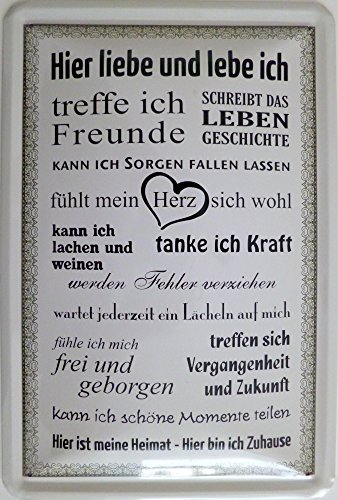 Hier liebe und lebe ich
treffe ich
Freunde
SCHREIBT DAS
LEBEN
GESCHICHTE
KANN ICH SORGEN FALLEN LASSEN
fühlt mein Herz sich wohl
kann ich
lachen und
weinen
tanke ich Kraft
werden Fehler verziehen
wartet jederzeit ein Lächeln auf mich
fühle ich mich
frei und
geborgen
treffen sich
Vergangenheit
und Zukunft
kann ich schöne Momente teilen
Hier ist meine Heimat - Hier bin ich Zuhause